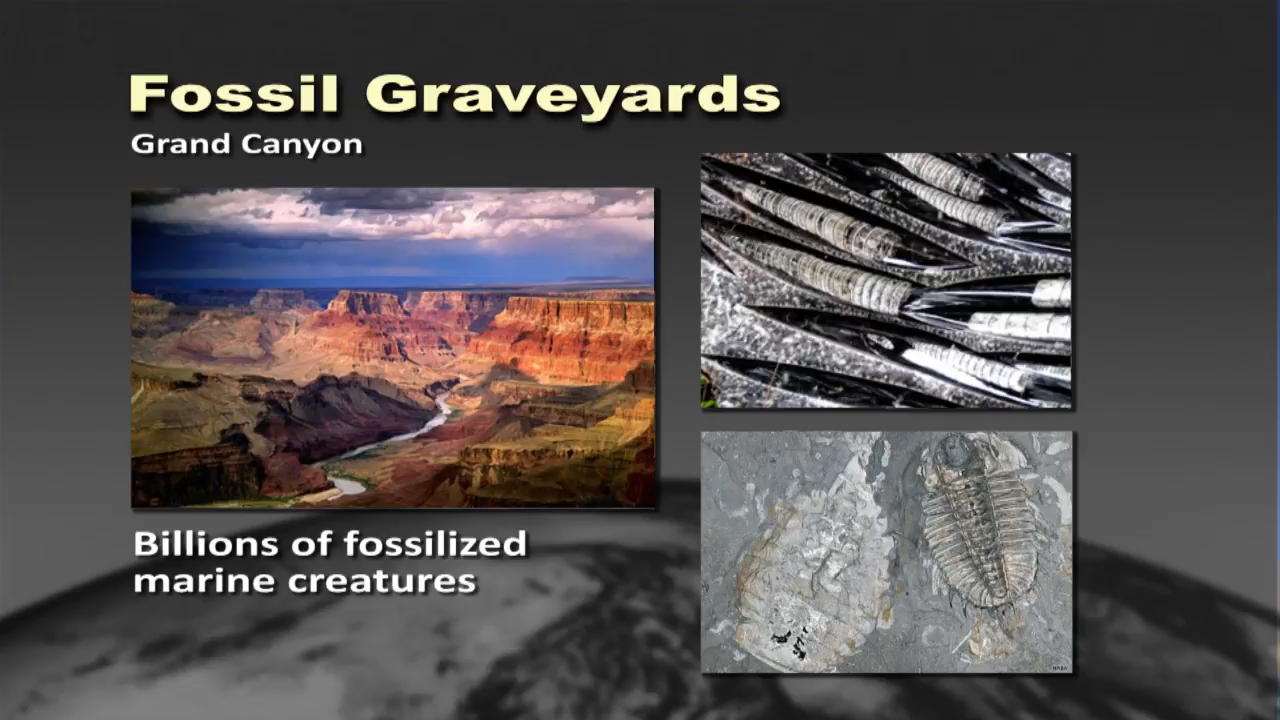 Fossil Graveyards
Grand Canyon
Billions of fossilized
marine creatures